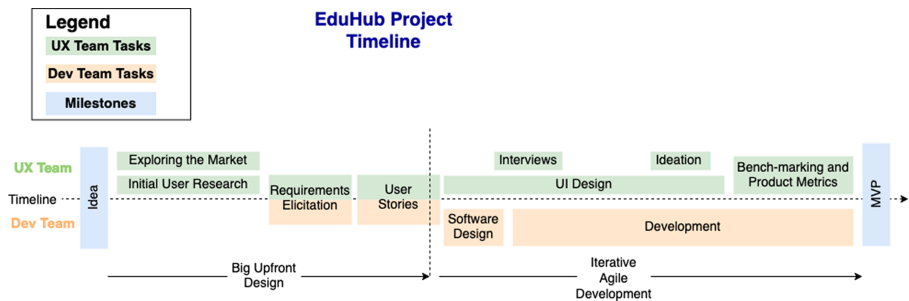 Legend
UX Team Tasks
Dev Team Tasks
Milestones
EduHub Project
Timeline
UX Team
Timeline
Dev Team
Idea
Exploring the Market
Initial User Research
Requirements
Elicitation
User
Stories
Interviews
Ideation
UI Design
Bench-marking and
Product Metrics
Software
Design
Development
MVP
Big Upfront
Design
Iterative
Agile
Development